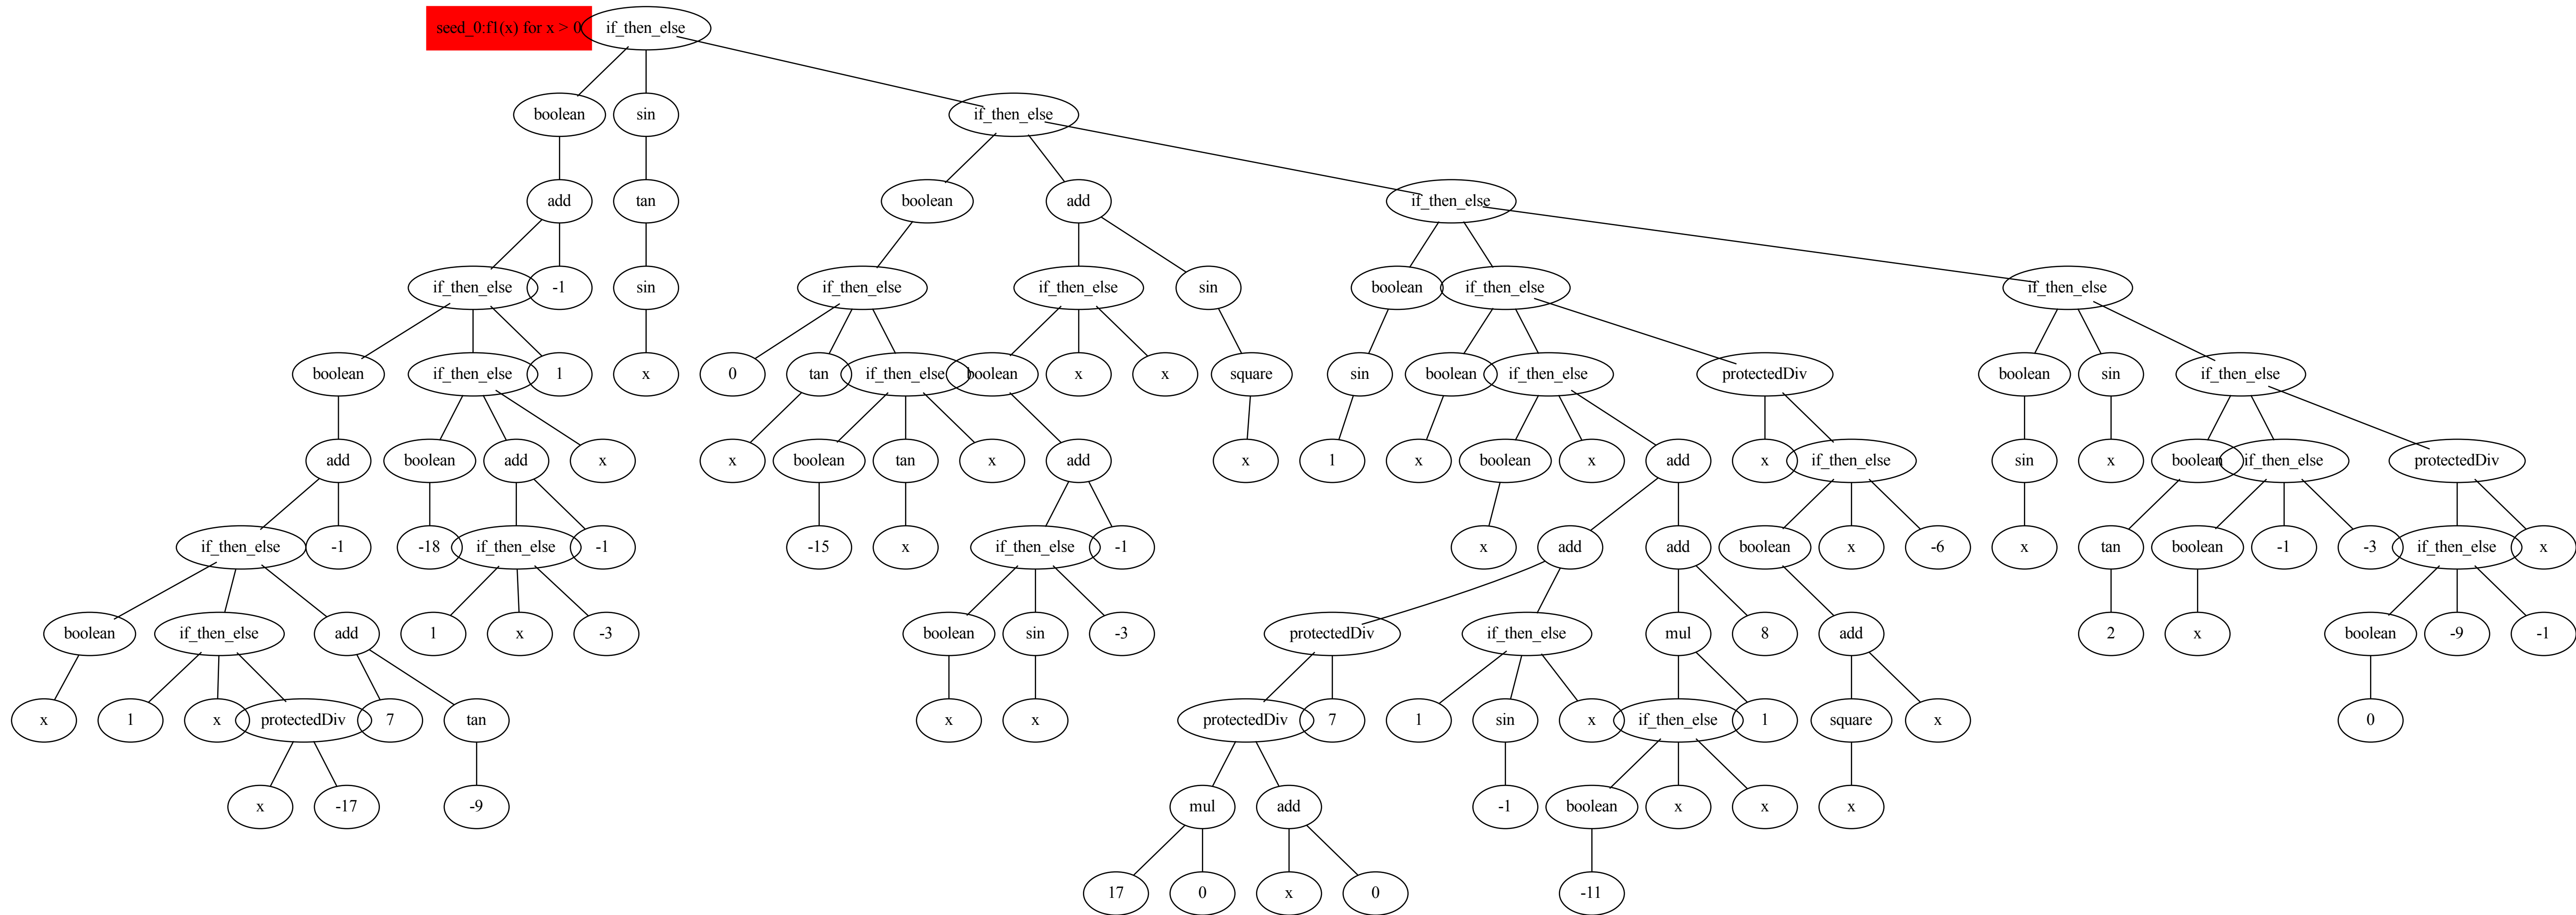 seed_0:f1(x) for x > 0
if_then_else
boolean
sin
if_then_else
add
tan
boolean
add
if_then_else
if_then_else
-1
sin
if_then_else
if_then_else
sin
boolean
if_then_else
if_then_else
boolean
if_then_else
1
x
0
tan
if_then_else
boolean
x
x
square
sin
boolean
if_then_else
protectedDiv
boolean
sin
if_then_else
add
boolean
add
x
x
boolean
tan
x
add
x
1
x
boolean
x
add
x
if_then_else
sin
x
boolean
if_then_else
protectedDiv
if_then_else
-1
-18
if_then_else
-1
-15
x
if_then_else
-1
x
add
add
boolean
x
-6
x
tan
boolean
-1
-3
if_then_else
x
boolean
if_then_else
add
1
x
-3
boolean
sin
-3
protectedDiv
if_then_else
mul
8
add
2
x
boolean
-9
-1
x
1
x
protectedDiv
7
tan
x
x
protectedDiv
7
1
sin
x
if_then_else
1
square
x
0
x
-17
-9
mul
add
-1
boolean
x
x
x
17
0
x
0
-11